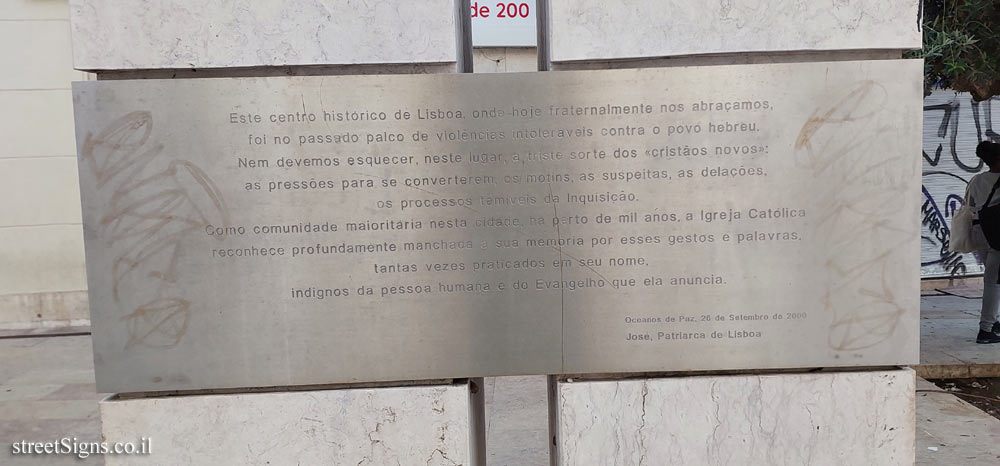 de 200
Este centro histórico de Lisboa, onde hoje fraternalmente nos abraçamos,
foi no passado palco de violências intoleráveis contra o povo hebreu.
Nem devemos esquecer, neste lugar, a triste sorte dos «cristãos novos»:
as pressões para se converterem, os motins, as suspeitas, as delações,
os processos temíveis da Inquisição.
Como comunidade maioritária nesta cidade, há perto de mil anos, a Igreja Católica
reconhece profundamente manchada a sua memória por esses gestos e palavras,
tantas vezes praticados em seu nome,
indignos da pessoa humana e do Evangelho que ela anuncia.
Oceanos de Paz, 26 de Setembro de 2000
José, Patriarca de Lisboa
streetSigns.co.il